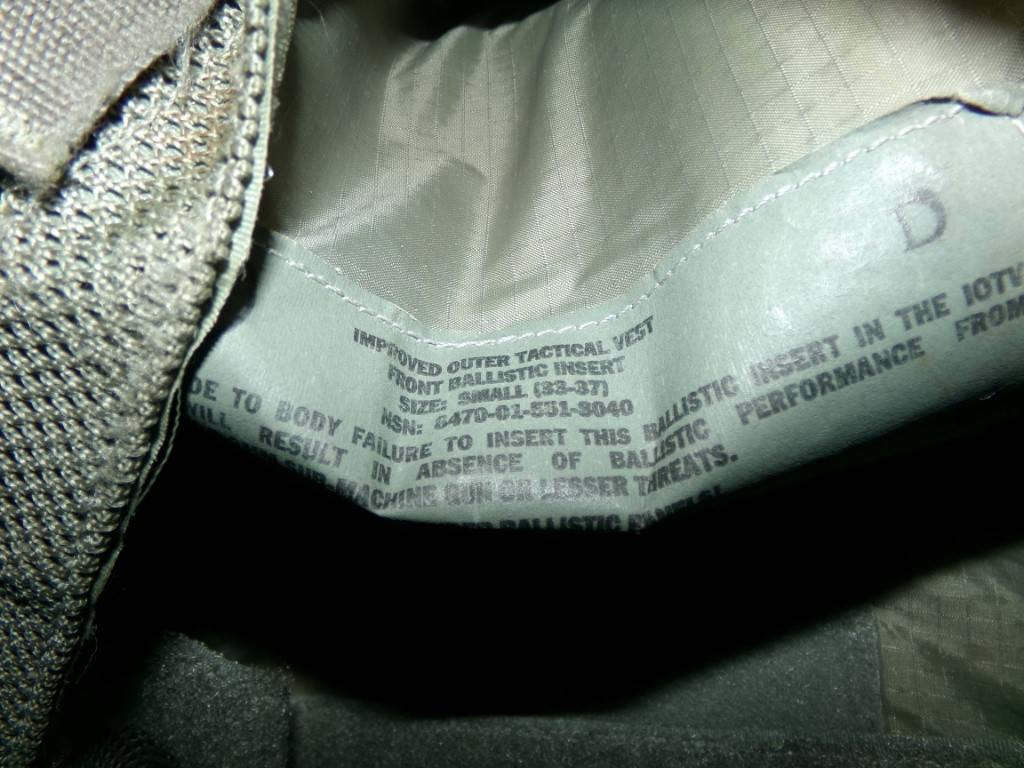 D
IMPROVED OUTER TACTICAL VEST
FRONT BALLISTIC INSERT
SIZE: SMALL (33-37)
NSN: 8470-01-531-3040
DE TO BODY FAILURE TO INSERT THIS BALLISTIC INSERT IN THE IOTV
WILL RESULT IN ABSENCE OF BALLISTIC PERFORMANCE FROM
SUB-MACHINE GUN OR LESSER THREATS.
BALLISTIC PANELS!